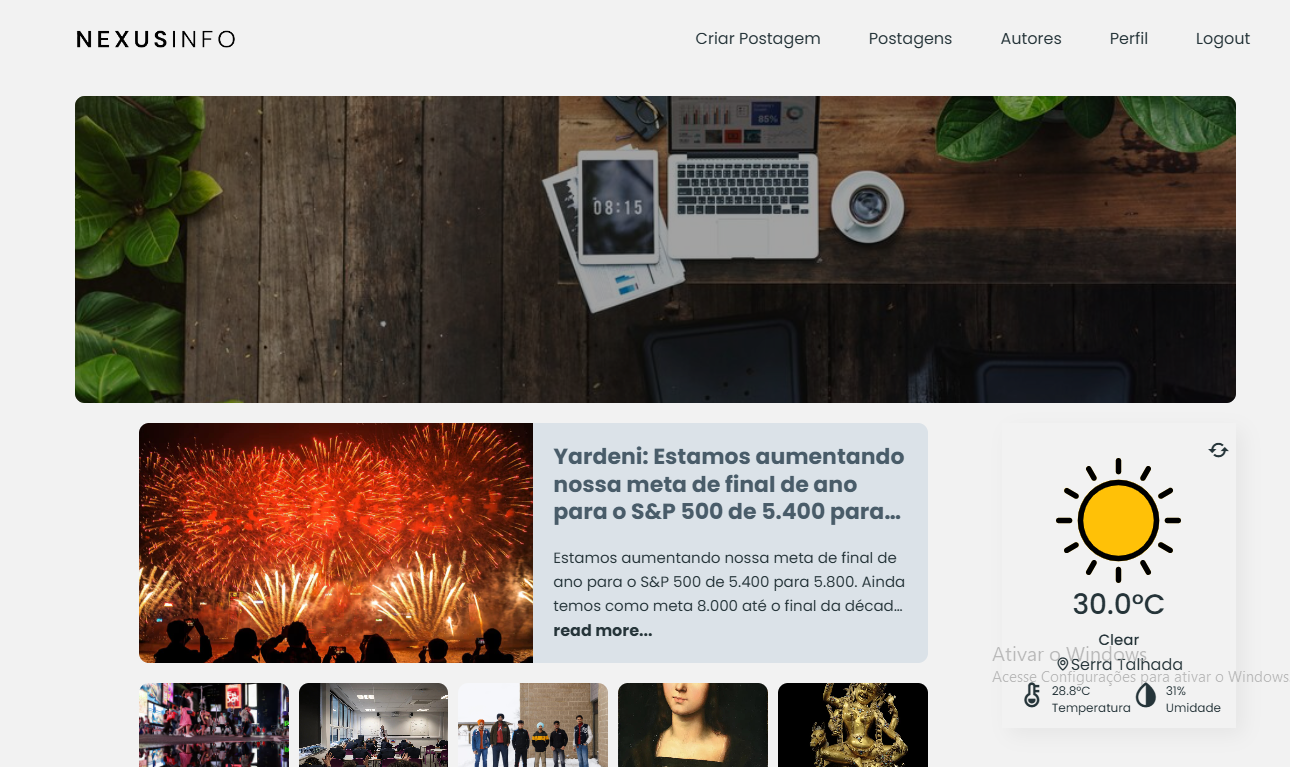 NEXUSINFO
Criar Postagem
Postagens
Autores
Perfil
Logout
65%
08:15
Yardeni: Estamos aumentando
nossa meta de final de ano
para o S&P 500 de 5.400 para...
Estamos aumentando nossa meta de final de
ano para o S&P 500 de 5.400 para 5.800. Ainda
temos como meta 8.000 até o final da décad...
read more...
30.0°C
Clear
Serra Talhada
28.8°C
Temperatura
31%
Umidade
Ativar o Windows
Acesse Configurações para ativar o Windows